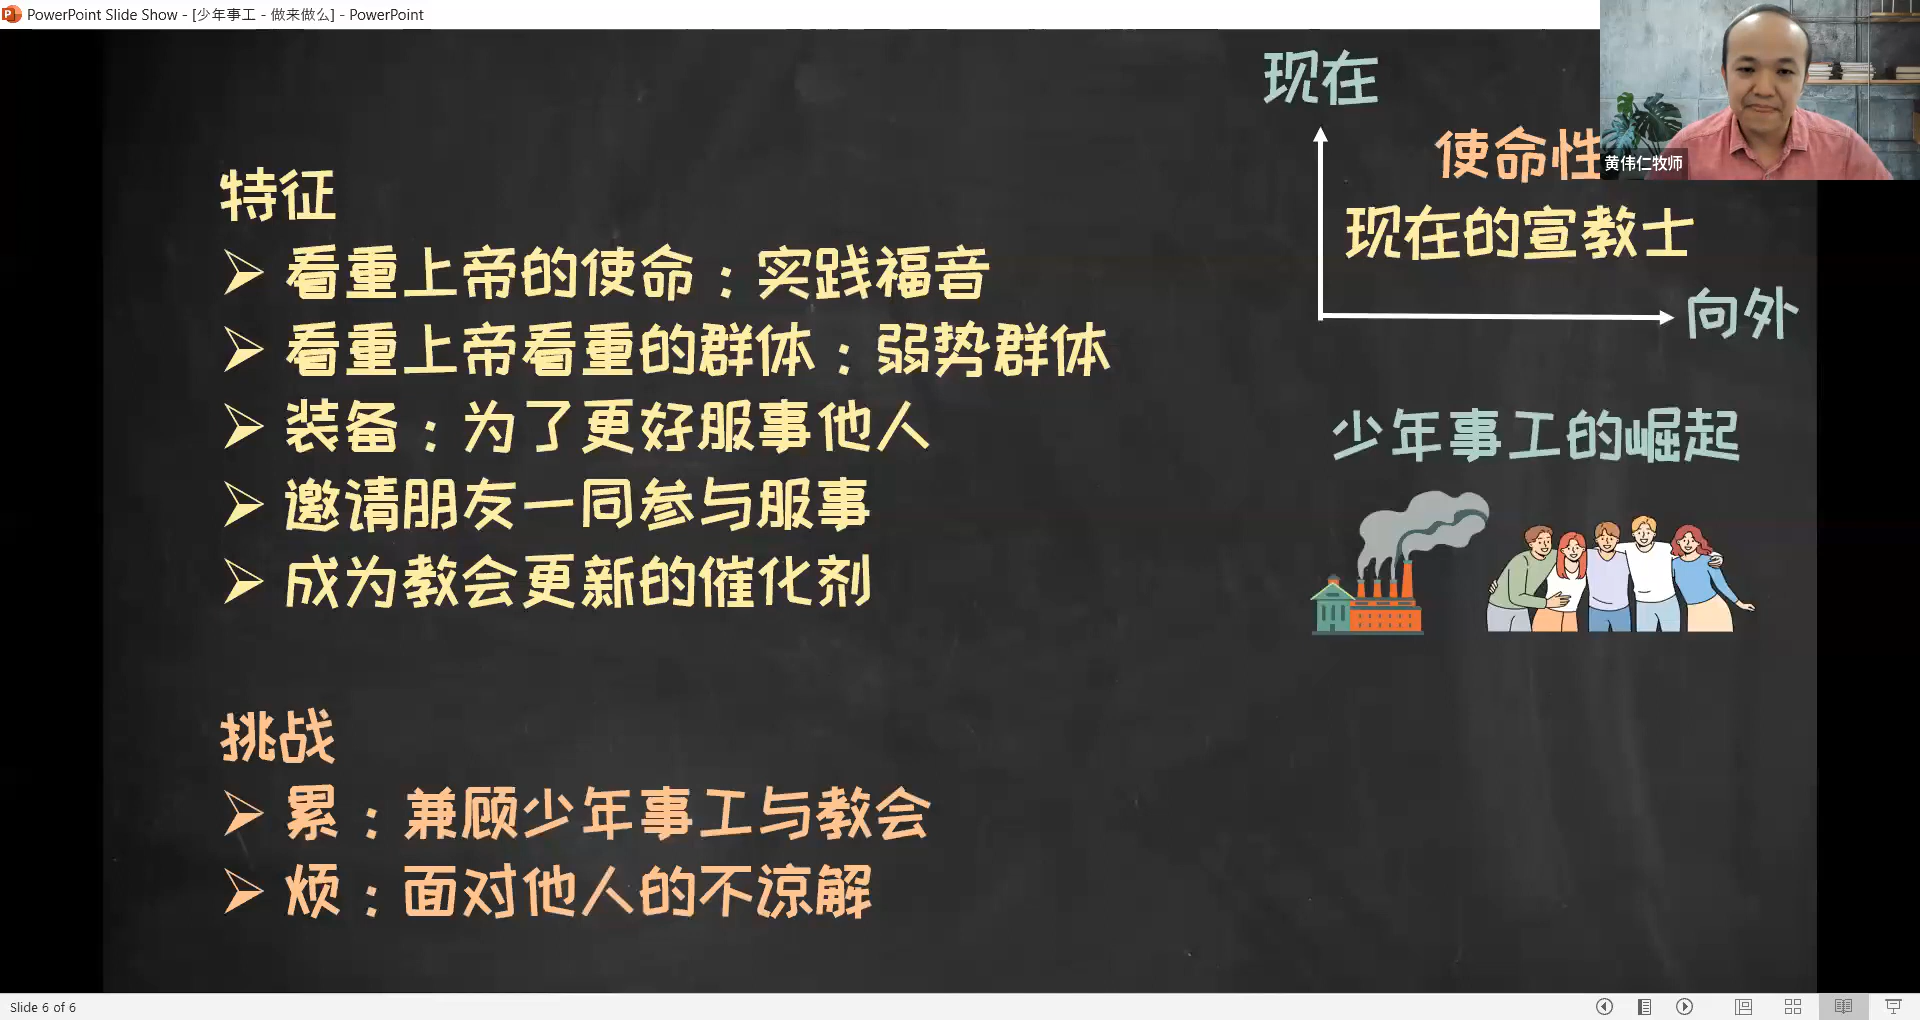 PowerPoint Slide Show - [少年事工 - 做来做么] - PowerPoint
现在
使命性
黄伟仁牧师
现在的宣教士
向外
特征
看重上帝的使命：实践福音
看重上帝看重的群体：弱势群体
装备：为了更好服事他人
邀请朋友一同参与服事
成为教会更新的催化剂
少年事工的崛起
挑战
累：兼顾少年事工与教会
烦：面对他人的不谅解
Slide 6 of 6